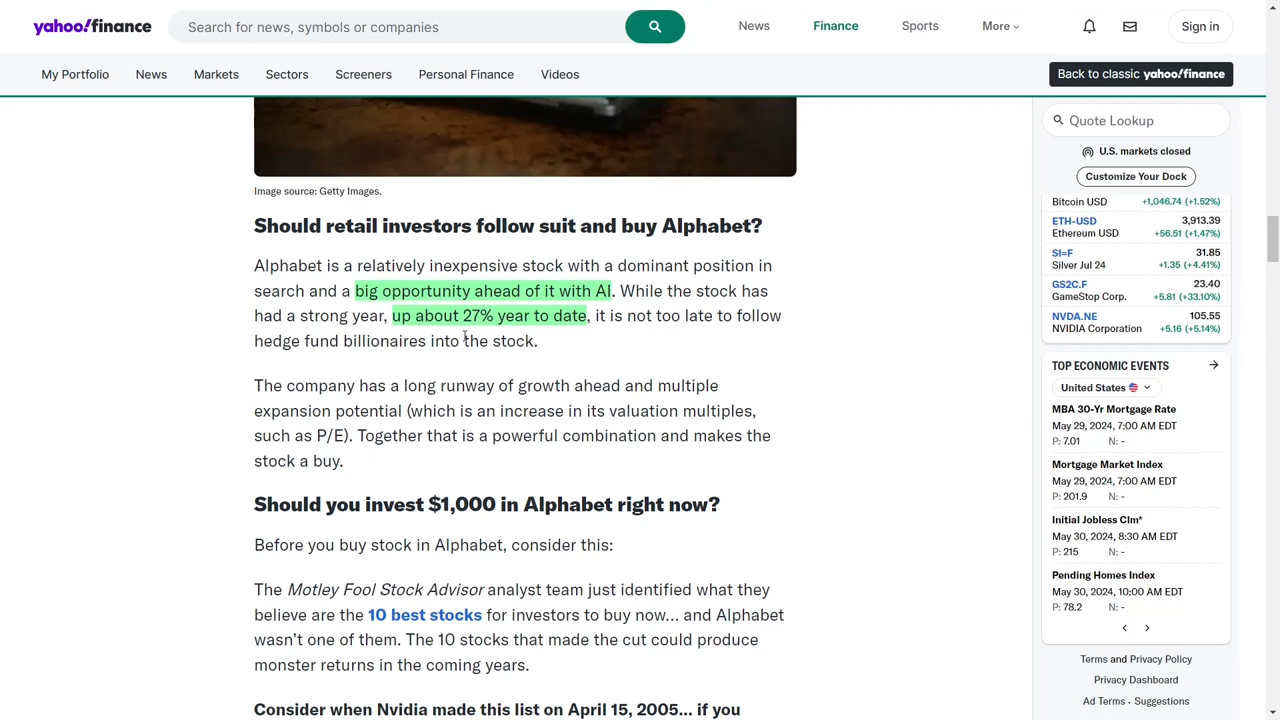 yahoo!finance
Search for news, symbols or companies
News
Finance
Sports
More
Sign in
My Portfolio
News
Markets
Sectors
Screeners
Personal Finance
Videos
Back to classic yahoo!finance
Image source: Getty Images.
Should retail investors follow suit and buy Alphabet?
Alphabet is a relatively inexpensive stock with a dominant position in
search and a big opportunity ahead of it with AI. While the stock has
had a strong year, up about 27% year to date, it is not too late to follow
hedge fund billionaires into the stock.
The company has a long runway of growth ahead and multiple
expansion potential (which is an increase in its valuation multiples,
such as P/E). Together that is a powerful combination and makes the
stock a buy.
Should you invest $1,000 in Alphabet right now?
Before you buy stock in Alphabet, consider this:
The Motley Fool Stock Advisor analyst team just identified what they
believe are the 10 best stocks for investors to buy now… and Alphabet
wasn't one of them. The 10 stocks that made the cut could produce
monster returns in the coming years.
Consider when Nvidia made this list on April 15, 2005... if you
Quote Lookup
U.S. markets closed
Customize Your Dock
Bitcoin USD +1,046.74 (+1.52%)
ETH-USD 3,913.39
Ethereum USD +56.51 (+1.47%)
SI=F 31.85
Silver Jul 24 +1.35 (+4.41%)
GS2C.F 23.40
GameStop Corp. +5.81 (+33.10%)
NVDA.NE 105.55
NVIDIA Corporation +5.16 (+5.14%)
TOP ECONOMIC EVENTS
United States
MBA 30-Yr Mortgage Rate
May 29, 2024, 7:00 AM EDT
P: 7.01 N: -
Mortgage Market Index
May 29, 2024, 7:00 AM EDT
P: 201.9 N: -
Initial Jobless Clm*
May 30, 2024, 8:30 AM EDT
P: 215 N: -
Pending Homes Index
May 30, 2024, 10:00 AM EDT
P: 78.2 N: -
Terms and Privacy Policy
Privacy Dashboard
Ad Terms • Suggestions